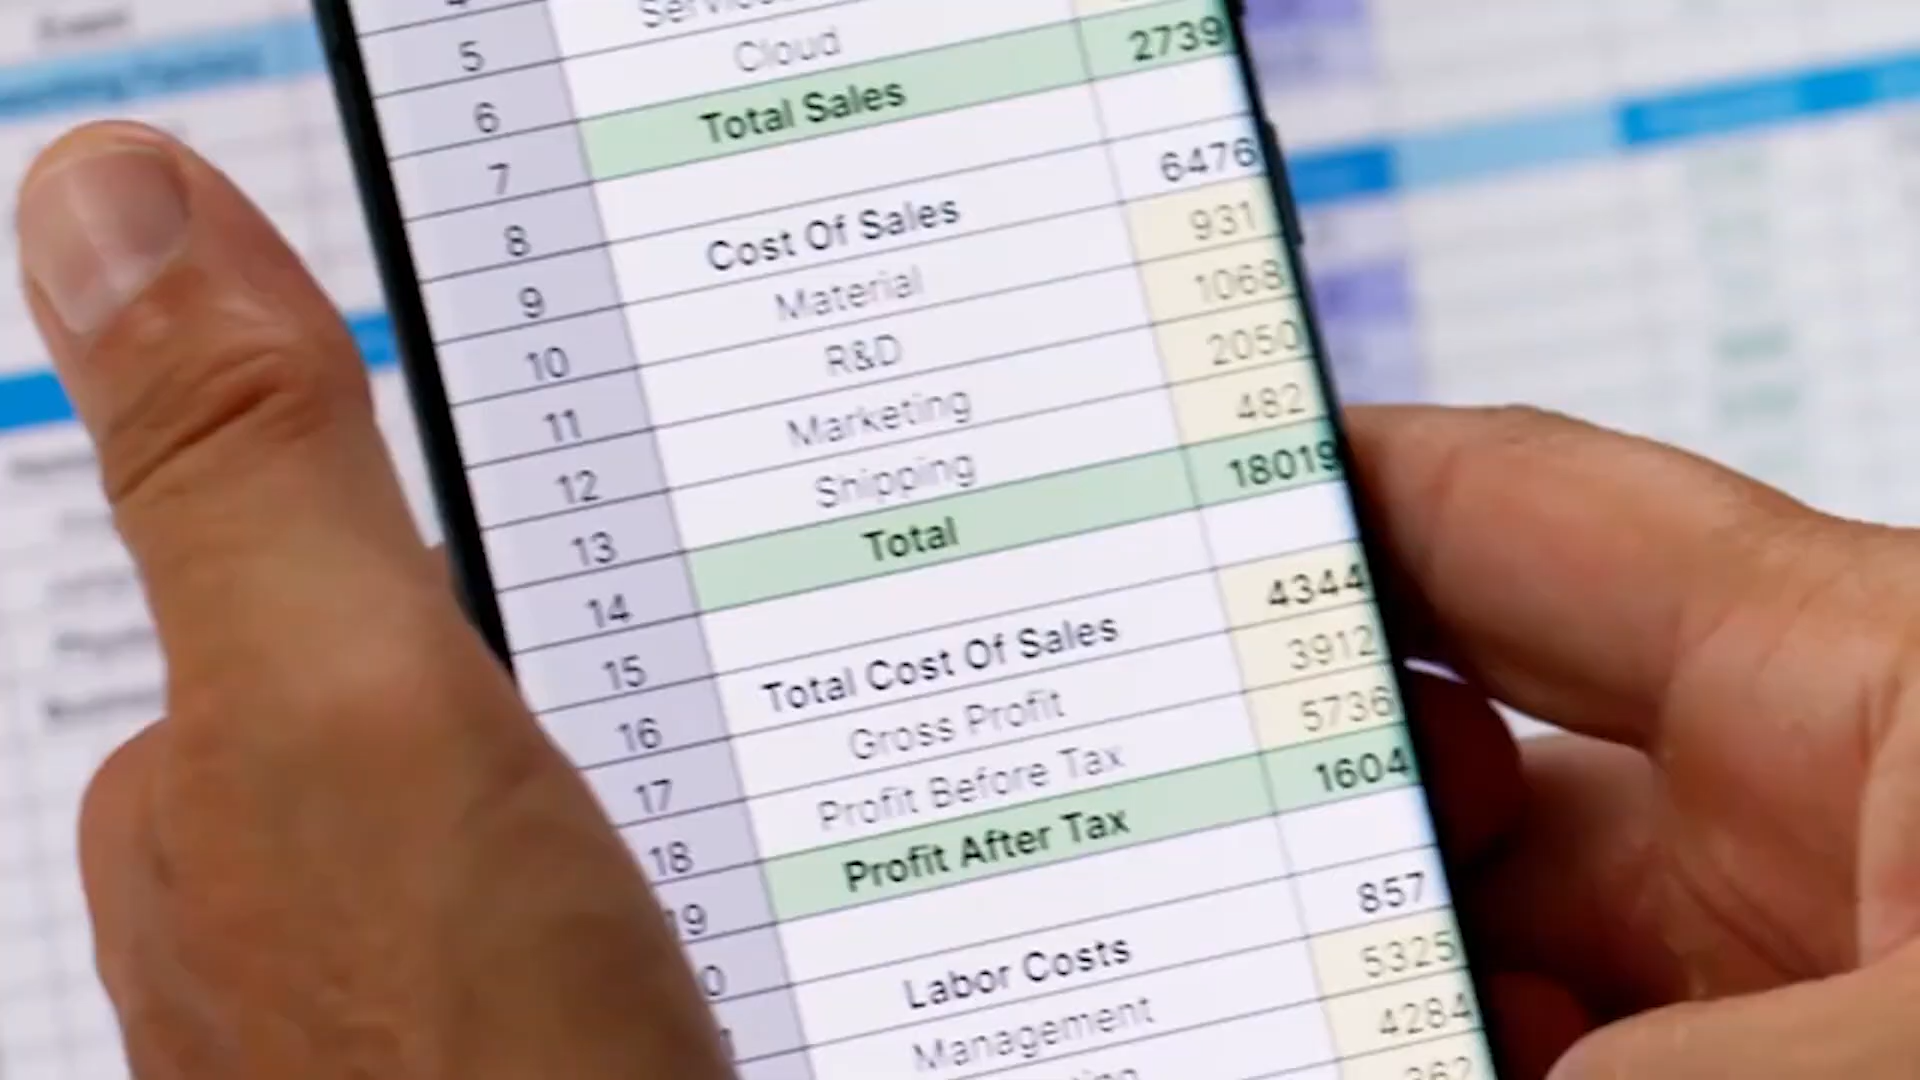 5
6 Cloud
7 Total Sales 2739
8
9 Cost Of Sales 6476
10 Material 931
11 R&D 1068
12 Marketing 2050
13 Shipping 482
14 Total 18019
15
16 Total Cost Of Sales 4344
17 Gross Profit 3912
18 Profit Before Tax 5736
19 Profit After Tax 1604
0
Labor Costs 857
Management 5325
4284